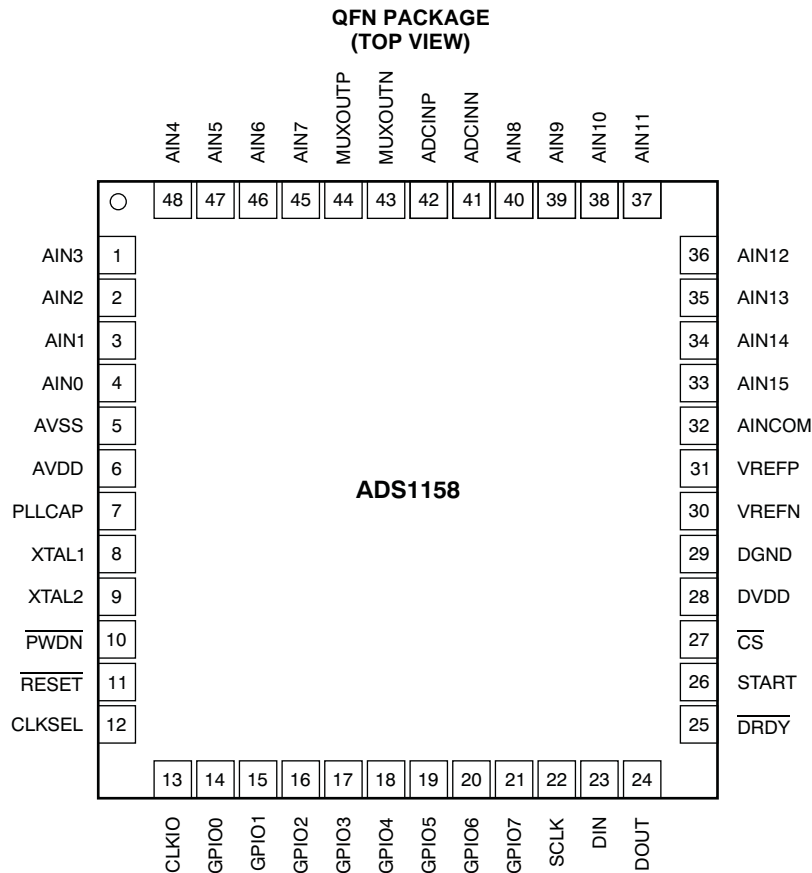 QFN PACKAGE
(TOP VIEW)
AIN4 AIN5 AIN6 AIN7 MUXOUTP MUXOUTN ADCINP ADCINN AIN8 AIN9 AIN10 AIN11
48 47 46 45 44 43 42 41 40 39 38 37
AIN3 1 36 AIN12
AIN2 2 35 AIN13
AIN1 3 34 AIN14
AIN0 4 33 AIN15
AVSS 5 32 AINCOM
AVDD 6 31 VREFP
ADS1158
PLLCAP 7 30 VREFN
XTAL1 8 29 DGND
XTAL2 9 28 DVDD
PWDN 10 27 CS
RESET 11 26 START
CLKSEL 12 25 DRDY
13 14 15 16 17 18 19 20 21 22 23 24
CLKIO GPIO0 GPIO1 GPIO2 GPIO3 GPIO4 GPIO5 GPIO6 GPIO7 SCLK DIN DOUT